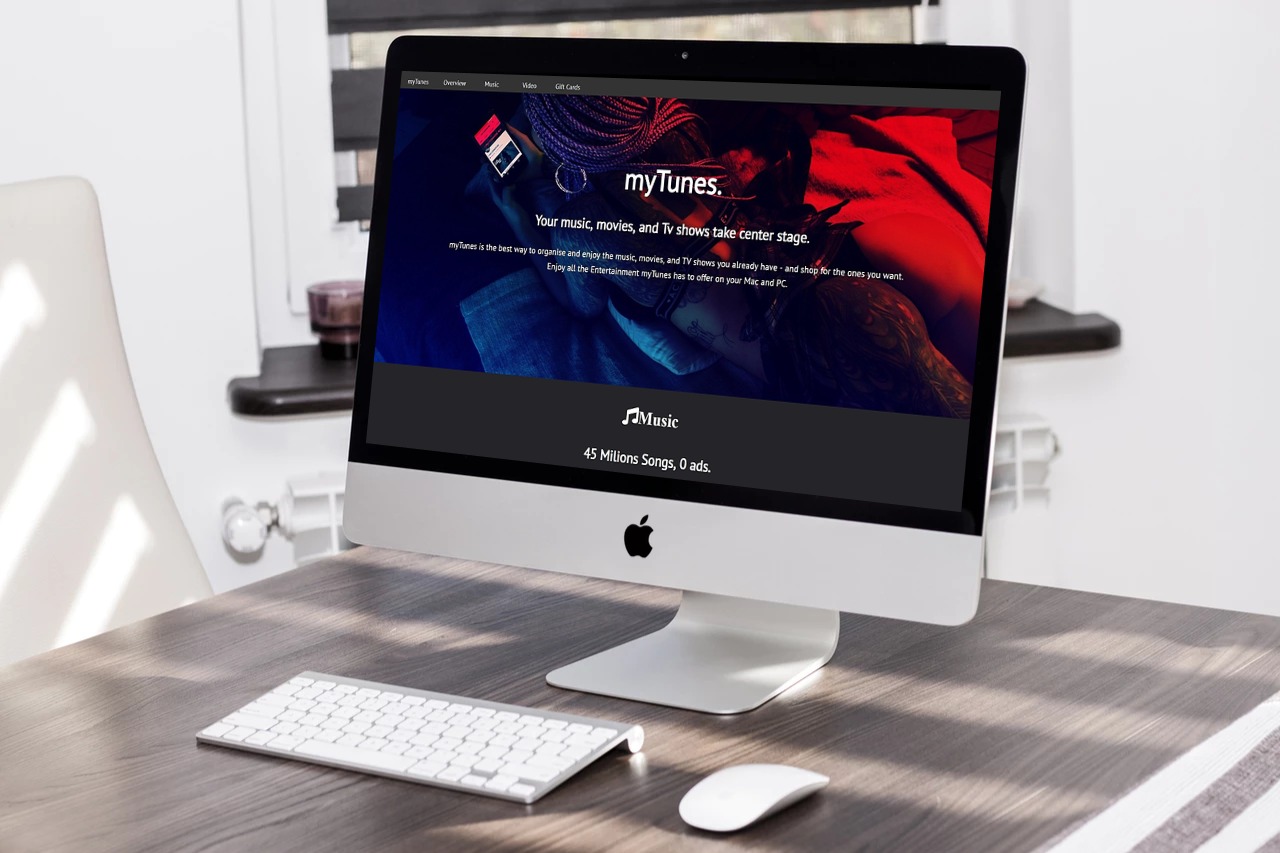 myTunes Overview Music Video Gift Cards
myTunes.
Your music, movies, and Tv shows take center stage.
myTunes is the best way to organise and enjoy the music, movies, and TV shows you already have - and shop for the ones you want.
Enjoy all the Entertainment myTunes has to offer on your Mac and PC.
Music
45 Milions Songs, 0 ads.